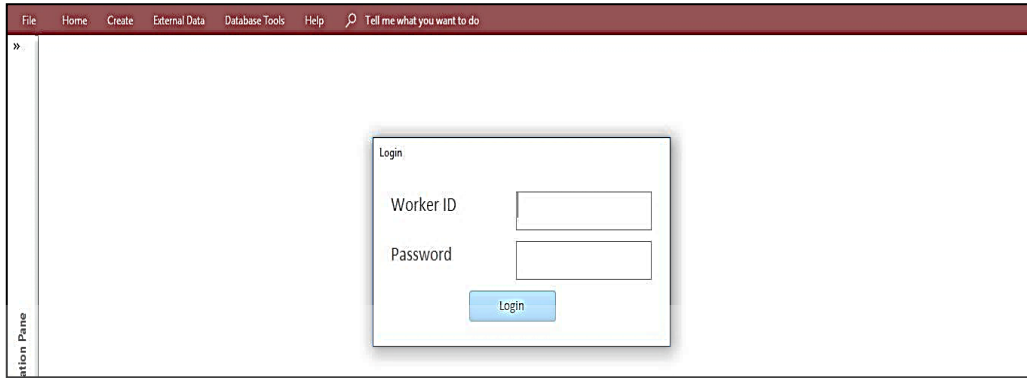 File Home Create External Data Database Tools Help Tell me what you want to do
»
Login
Worker ID
Password
Login
ation Pane